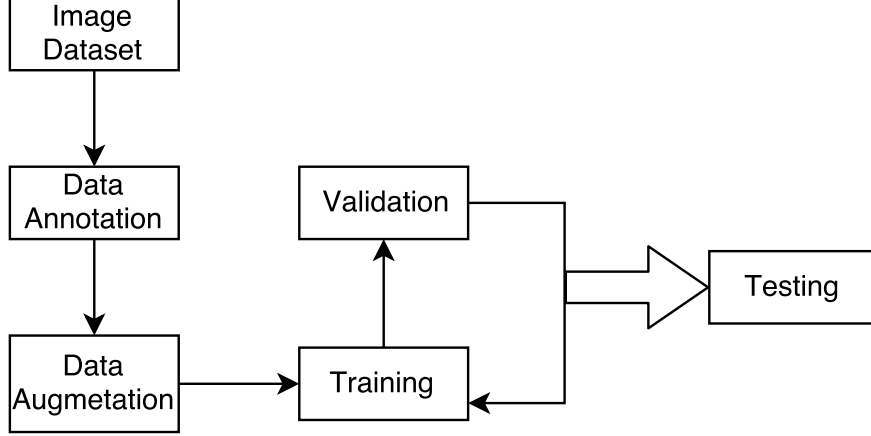 Image
Dataset
Data
Annotation
Data
Augmetation
Validation
Training
Testing